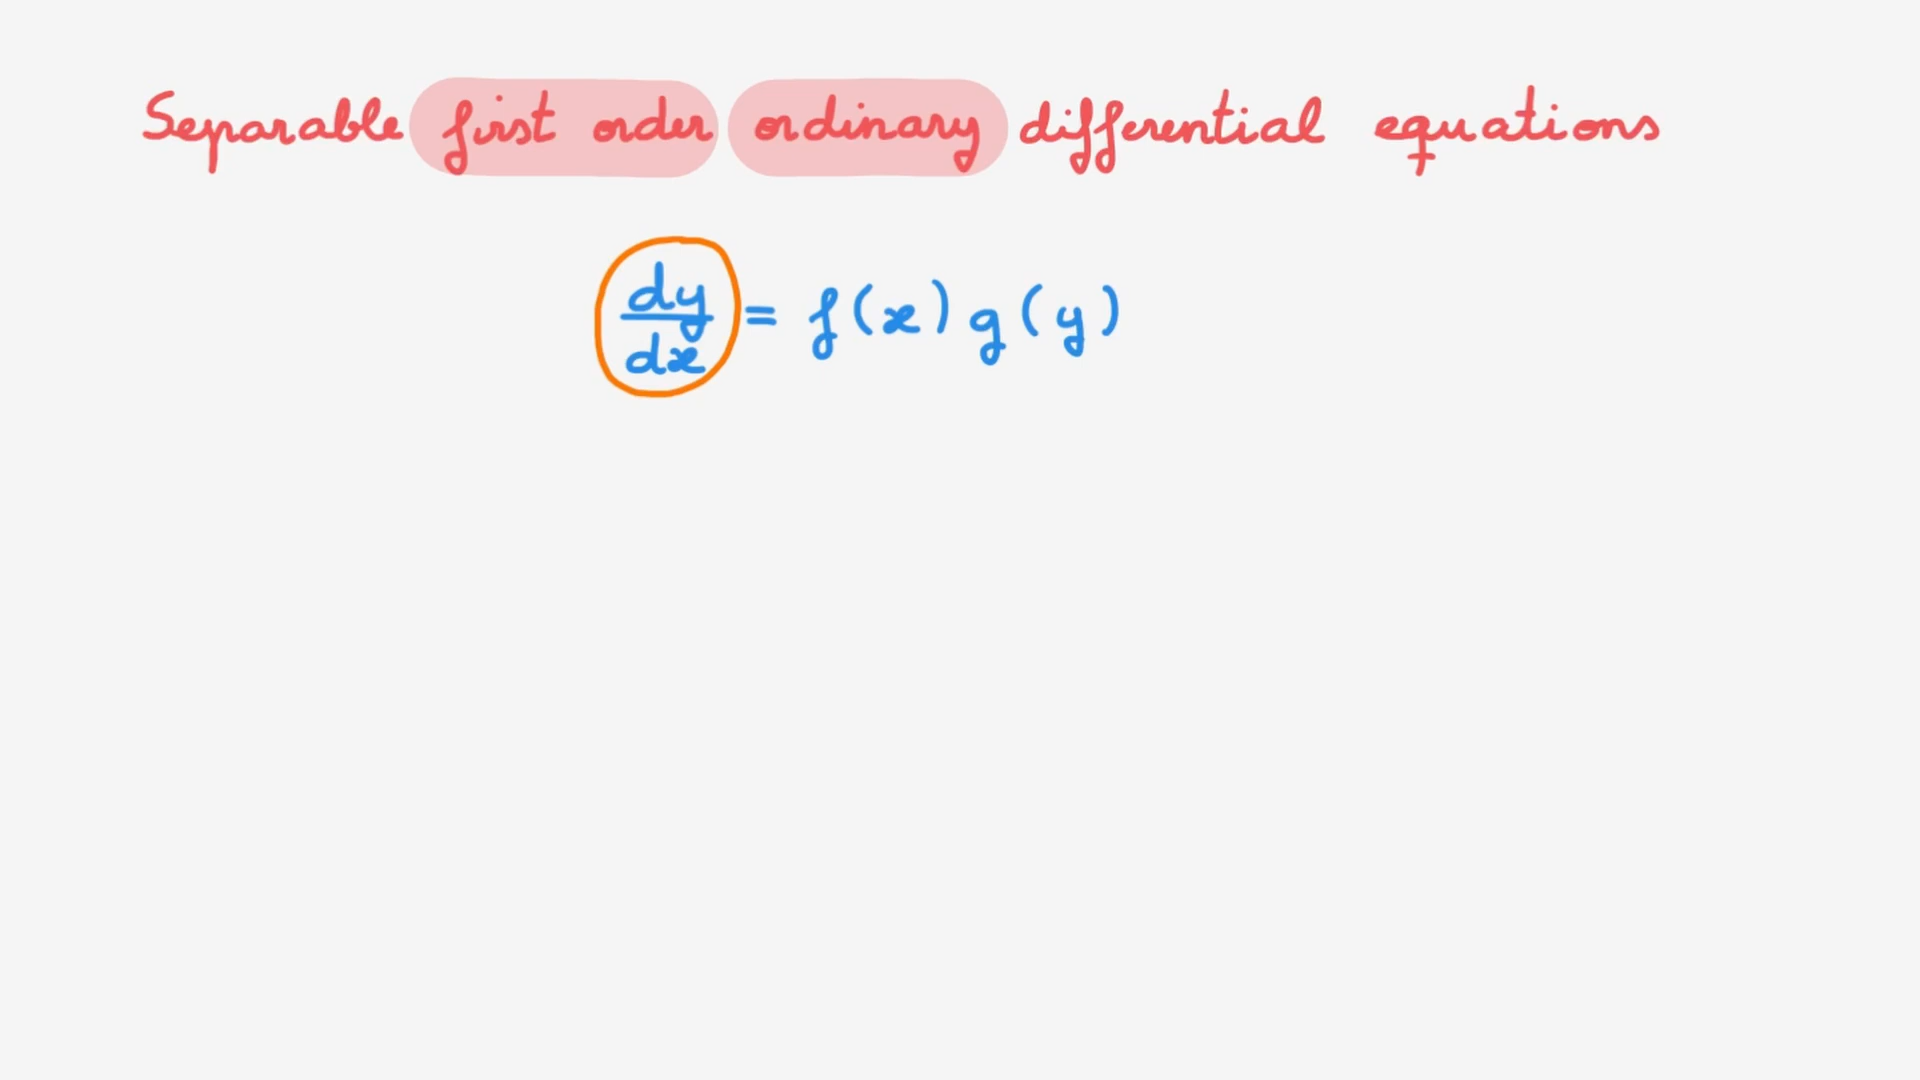 Separable first order ordinary differential equations
dy/dx = f(x) g(y)